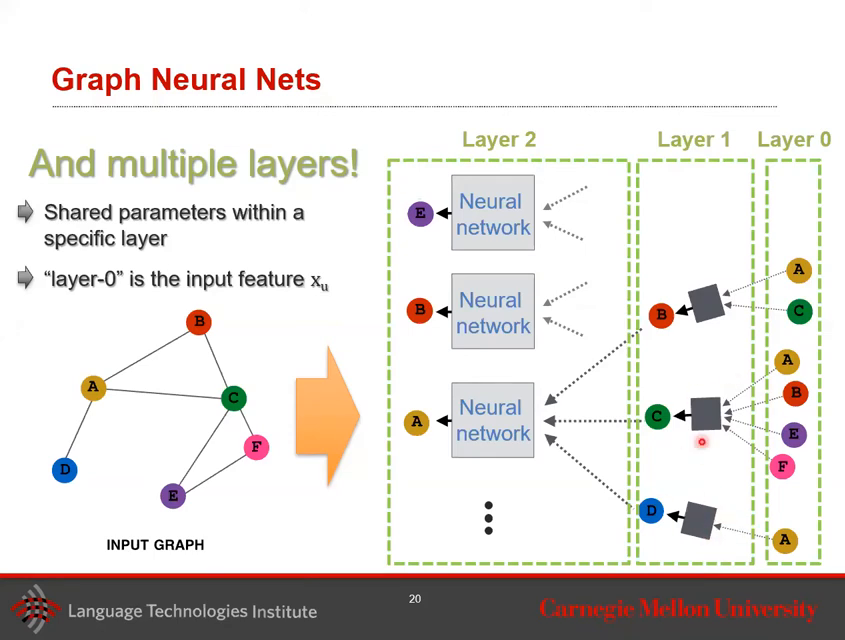 Graph Neural Nets
And multiple layers!
Shared parameters within a
specific layer
“layer-0” is the input feature xᵤ
B
A
C
F
D
E
INPUT GRAPH
Layer 2
Layer 1
Layer 0
E
Neural
network
B
Neural
network
A
Neural
network
B
C
D
A
C
A
B
E
F
A
Language Technologies Institute
20
Carnegie Mellon University